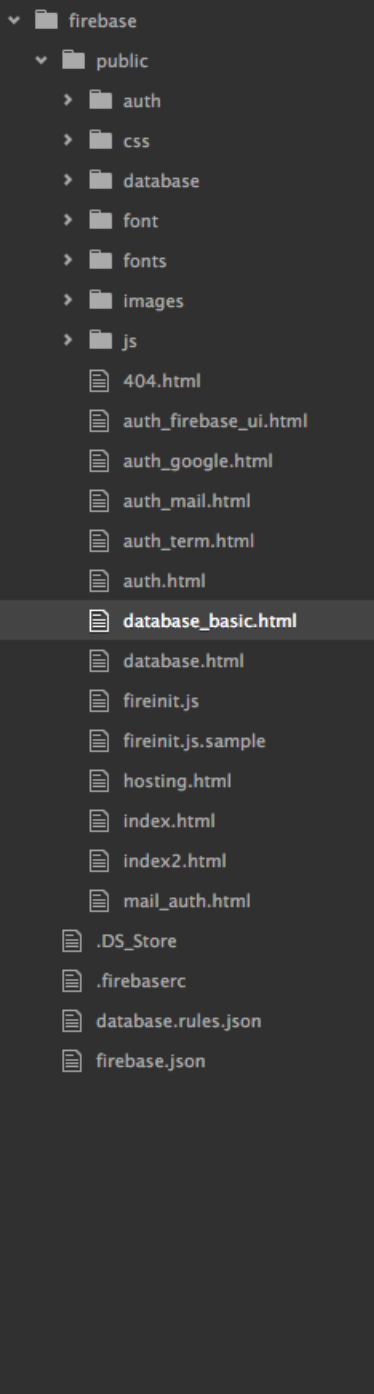 firebase
public
auth
css
database
font
fonts
images
js
404.html
auth_firebase_ui.html
auth_google.html
auth_mail.html
auth_term.html
auth.html
database_basic.html
database.html
fireinit.js
fireinit.js.sample
hosting.html
index.html
index2.html
mail_auth.html
.DS_Store
.firebaserc
database.rules.json
firebase.json